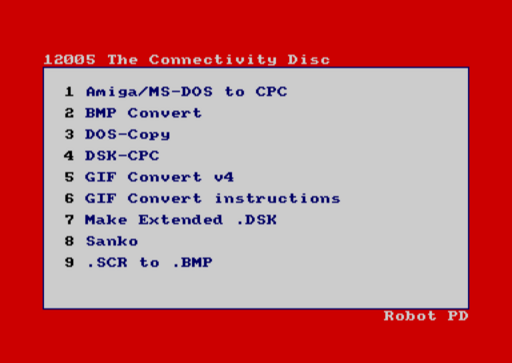 12005 The Connectivity Disc
1 Amiga/MS-DOS to CPC
2 BMP Convert
3 DOS-Copy
4 DSK-CPC
5 GIF Convert v4
6 GIF Convert instructions
7 Make Extended .DSK
8 Sanko
9 .SCR to .BMP
Robot PD